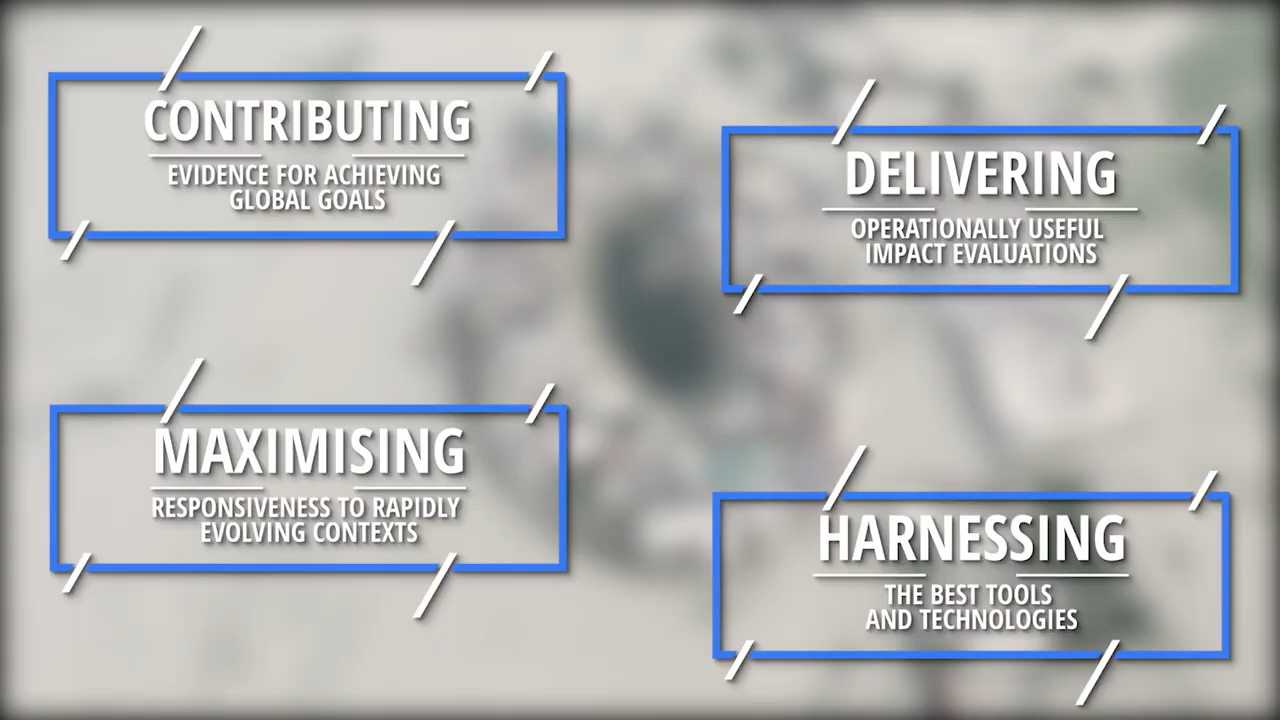 CONTRIBUTING
EVIDENCE FOR ACHIEVING
GLOBAL GOALS
DELIVERING
OPERATIONALLY USEFUL
IMPACT EVALUATIONS
MAXIMISING
RESPONSIVENESS TO RAPIDLY
EVOLVING CONTEXTS
HARNESSING
THE BEST TOOLS
AND TECHNOLOGIES